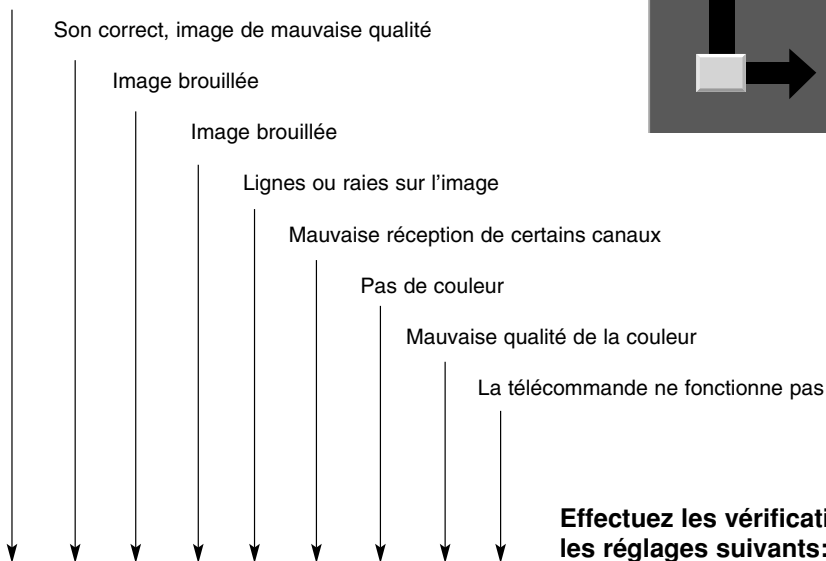 Son correct, image de mauvaise qualité
Image brouillée
Image brouillée
Lignes ou raies sur l'image
Mauvaise réception de certains canaux
Pas de couleur
Mauvaise qualité de la couleur
La télécommande ne fonctionne pas
Effectuez les vérificati
les réglages suivants: